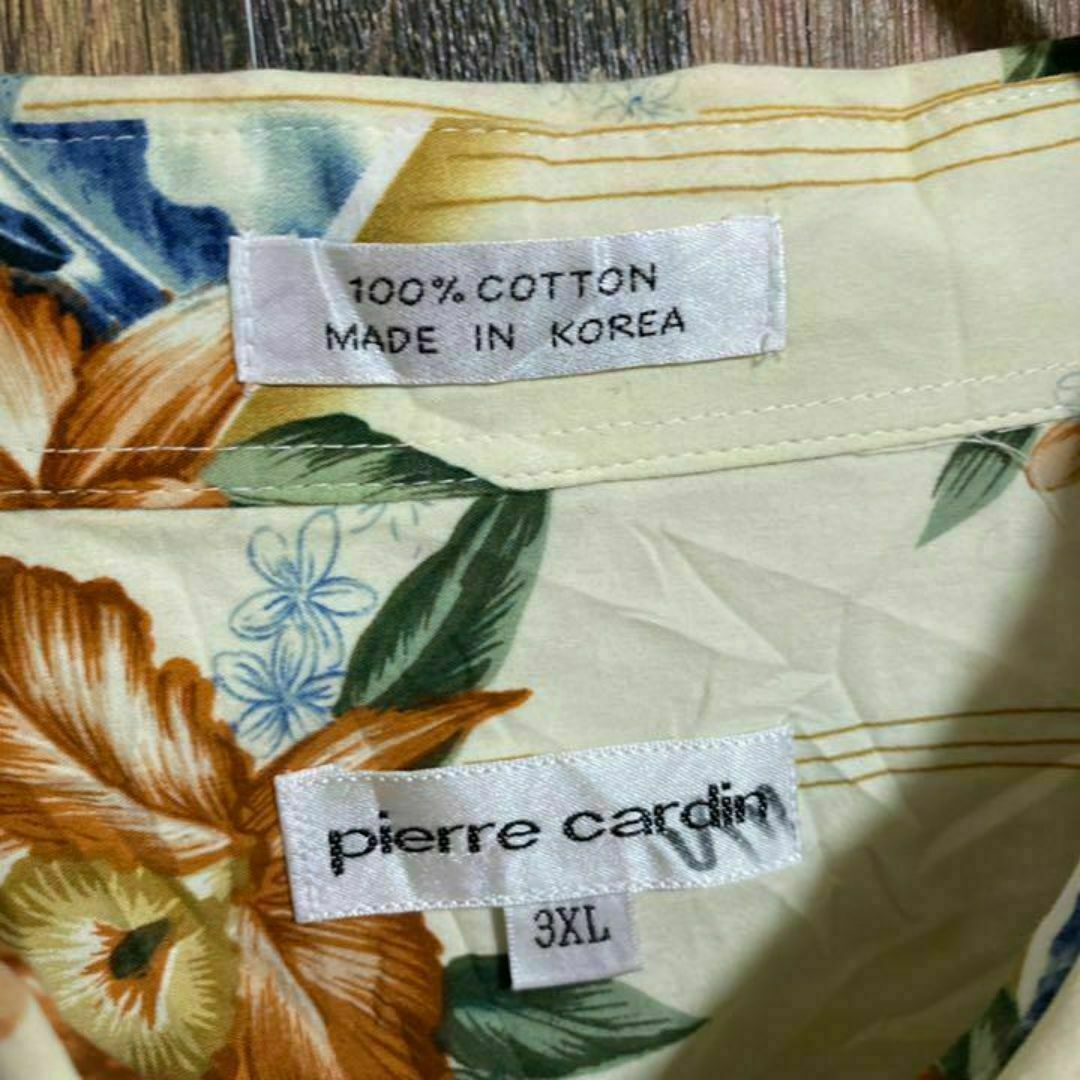 100% COTTON
MADE IN KOREA
pierre cardin
3XL